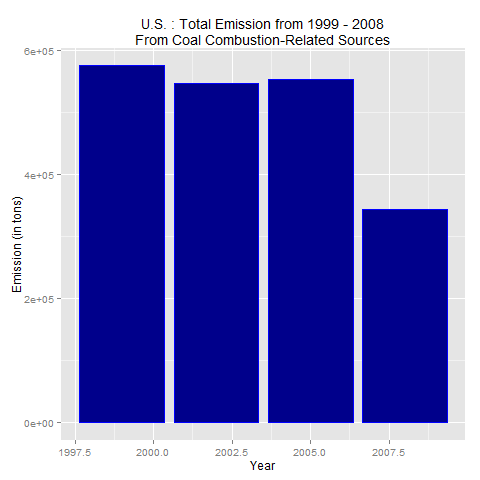 U.S. : Total Emission from 1999 - 2008
From Coal Combustion-Related Sources
Emission (in tons)
6e+05
4e+05
2e+05
0e+00
1997.5 2000.0 2002.5 2005.0 2007.5
Year